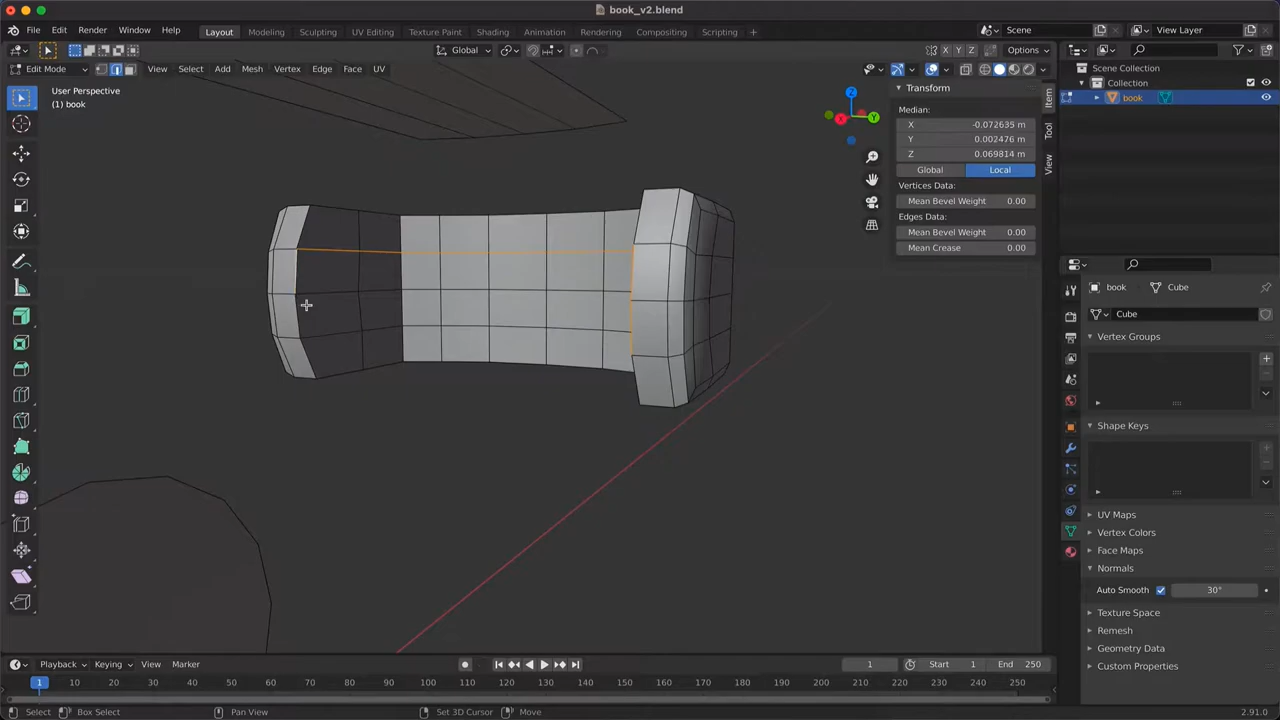 book_v2.blend
File Edit Render Window Help Layout Modeling Sculpting UV Editing Texture Paint Shading Animation Rendering Compositing Scripting + Scene View Layer
Global X Y Z Options
Edit Mode View Select Add Mesh Vertex Edge Face UV
User Perspective
(1) book
Z
X
Y
Transform
Median:
X -0.072635 m
Y 0.002476 m
Z 0.069814 m
Global Local
Vertices Data:
Mean Bevel Weight 0.00
Edges Data:
Mean Bevel Weight 0.00
Mean Crease 0.00
Item
Tool
View
Scene Collection
Collection
book
book Cube
Cube
Vertex Groups
Shape Keys
UV Maps
Vertex Colors
Face Maps
Normals
Auto Smooth 30°
Texture Space
Remesh
Geometry Data
Custom Properties
Playback Keying View Marker 1 Start 1 End 250
1 10 20 30 40 50 60 70 80 90 100 110 120 130 140 150 160 170 180 190 200 210 220 230 240 250
Select Box Select Pan View Set 3D Cursor Move 2.91.0